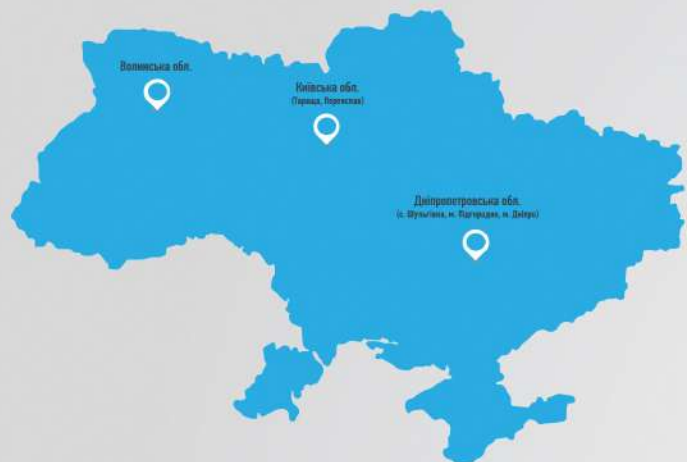 Волинська обл.
Київська обл.
(Тараща, Переяслав)
Дніпропетровська обл.
(с. Шульгівка, м. Підгородне, м. Дніпро)